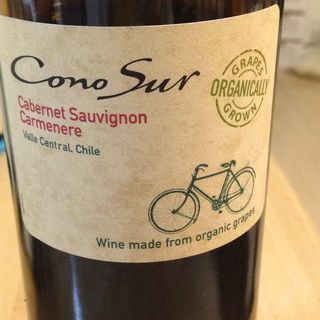 Cono Sur
GRAPES
ORGANICALLY
GROWN
Cabernet Sauvignon
Carmenere
Valle Central. Chile
Wine made from organic grapes